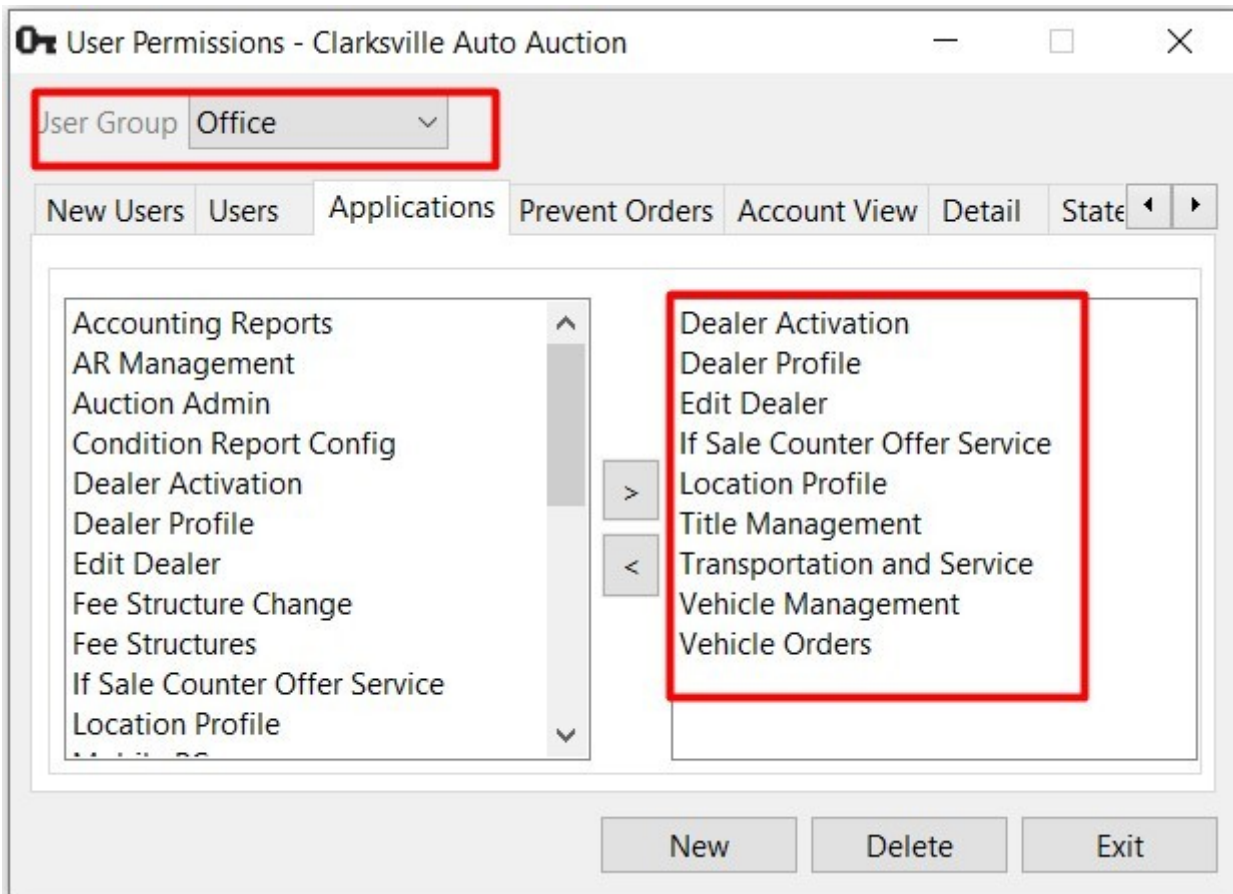 User Permissions - Clarksville Auto Auction
User Group Office
New Users Users Applications Prevent Orders Account View Detail State
Accounting Reports
AR Management
Auction Admin
Condition Report Config
Dealer Activation
Dealer Profile
Edit Dealer
Fee Structure Change
Fee Structures
If Sale Counter Offer Service
Location Profile
>
<
Dealer Activation
Dealer Profile
Edit Dealer
If Sale Counter Offer Service
Location Profile
Title Management
Transportation and Service
Vehicle Management
Vehicle Orders
New Delete Exit